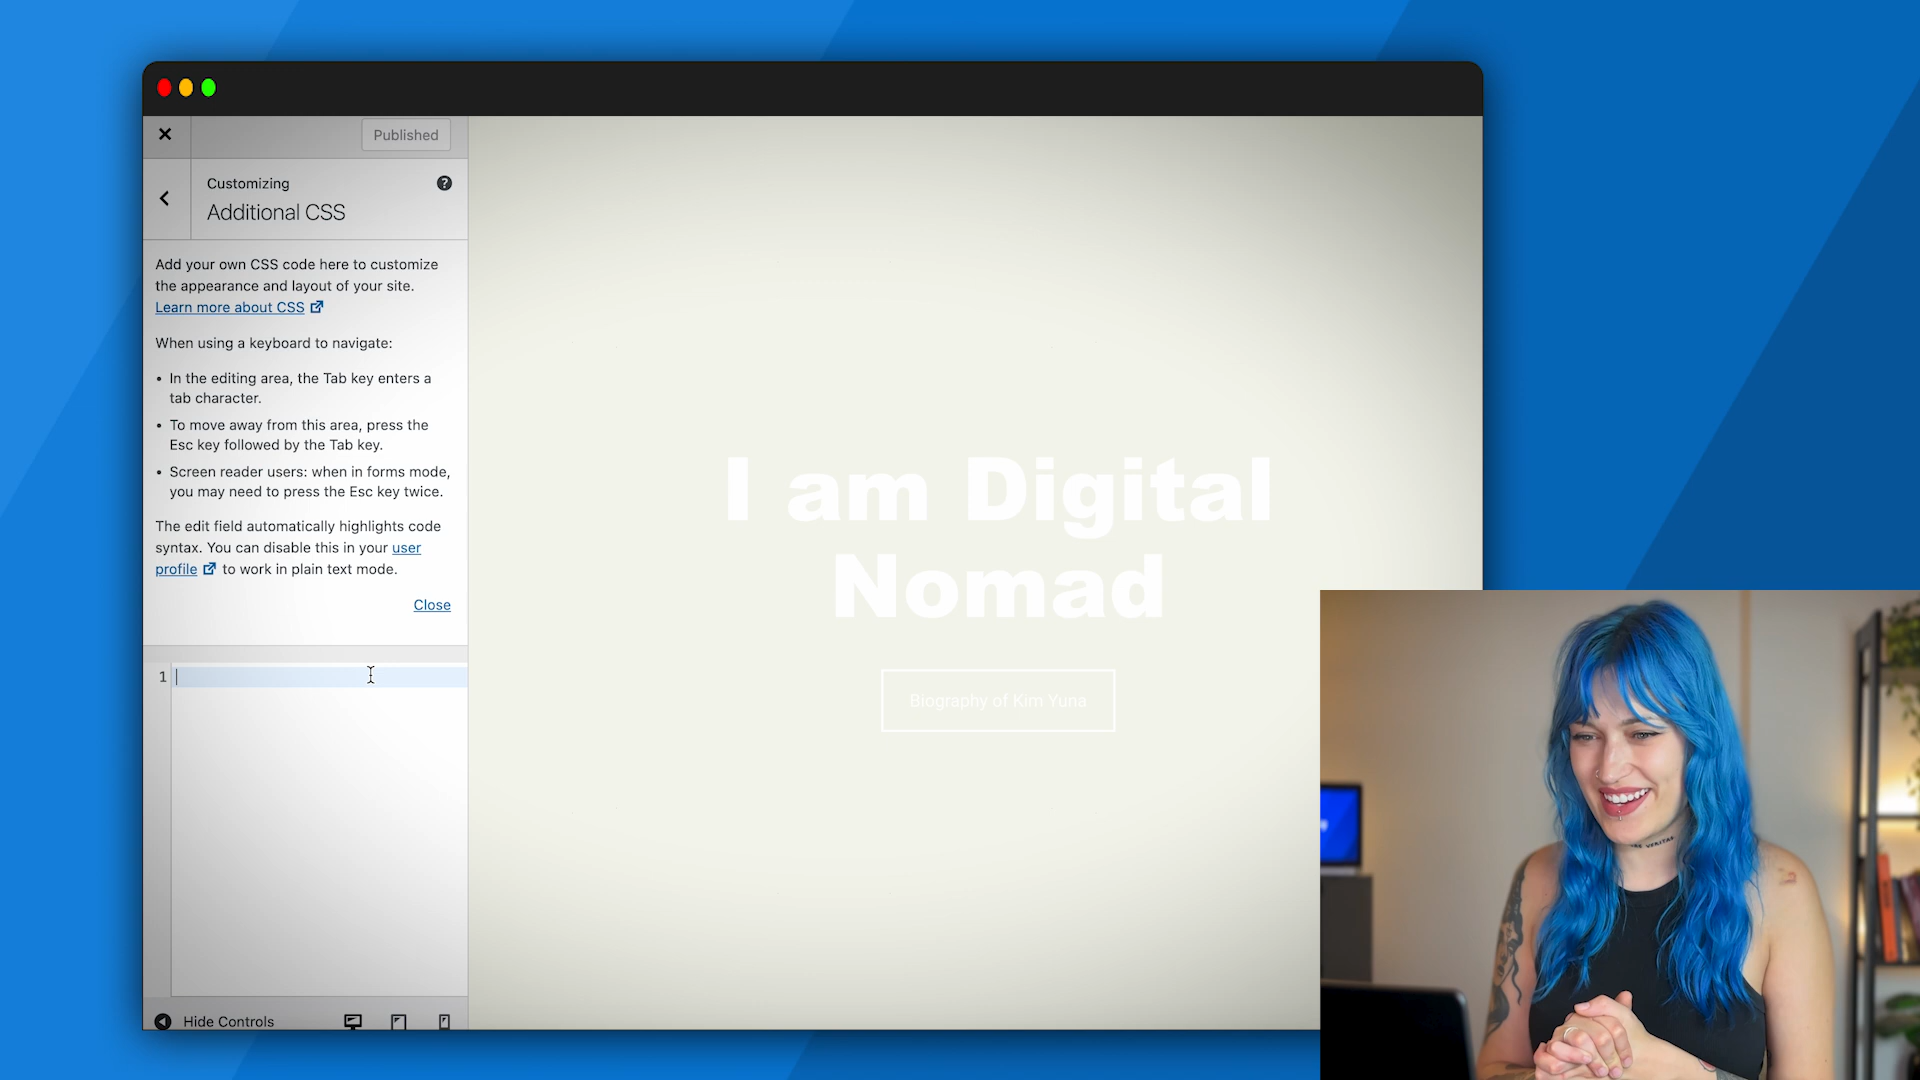 Published
Customizing
Additional CSS
Add your own CSS code here to customize
the appearance and layout of your site.
Learn more about CSS
When using a keyboard to navigate:
• In the editing area, the Tab key enters a
tab character.
• To move away from this area, press the
Esc key followed by the Tab key.
• Screen reader users: when in forms mode,
you may need to press the Esc key twice.
The edit field automatically highlights code
syntax. You can disable this in your user
profile to work in plain text mode.
Close
1
Hide Controls
I am Digital
Nomad
Biography of Kim Yuna
VERITAS